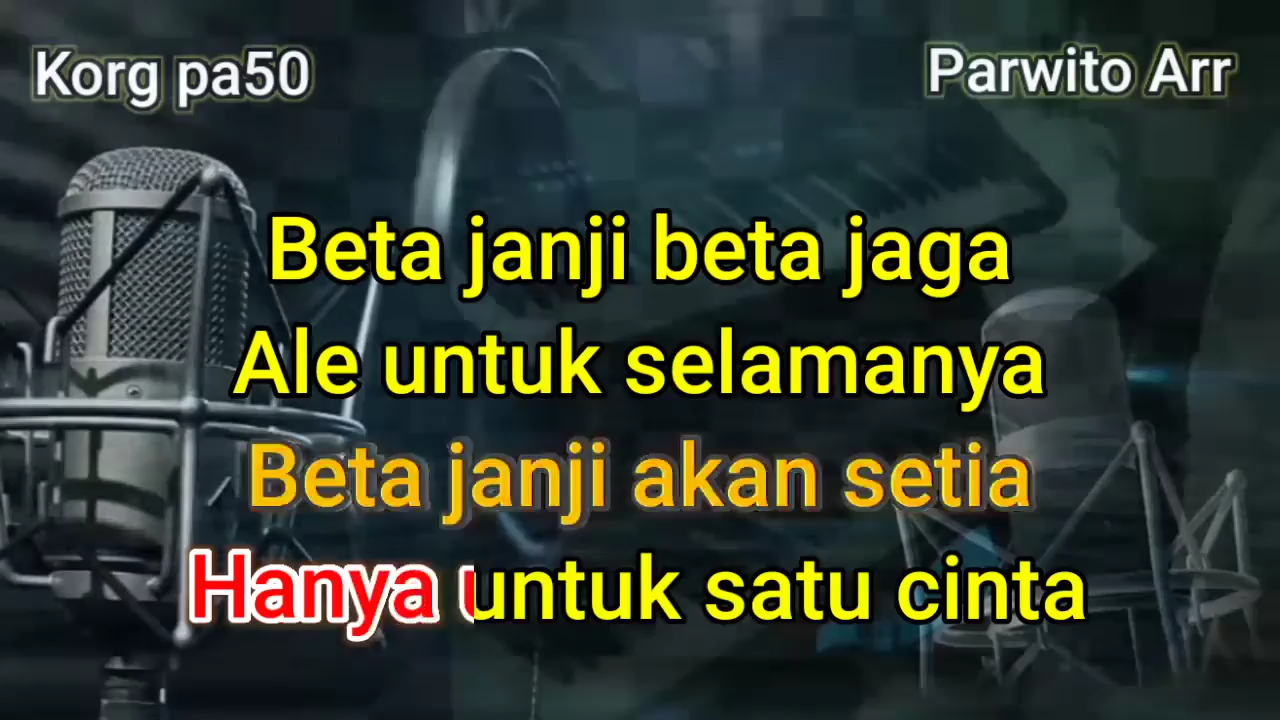 Korg pa50
Parwito Arr
Beta janji beta jaga
Ale untuk selamanya
Beta janji akan setia
Hanya untuk satu cinta